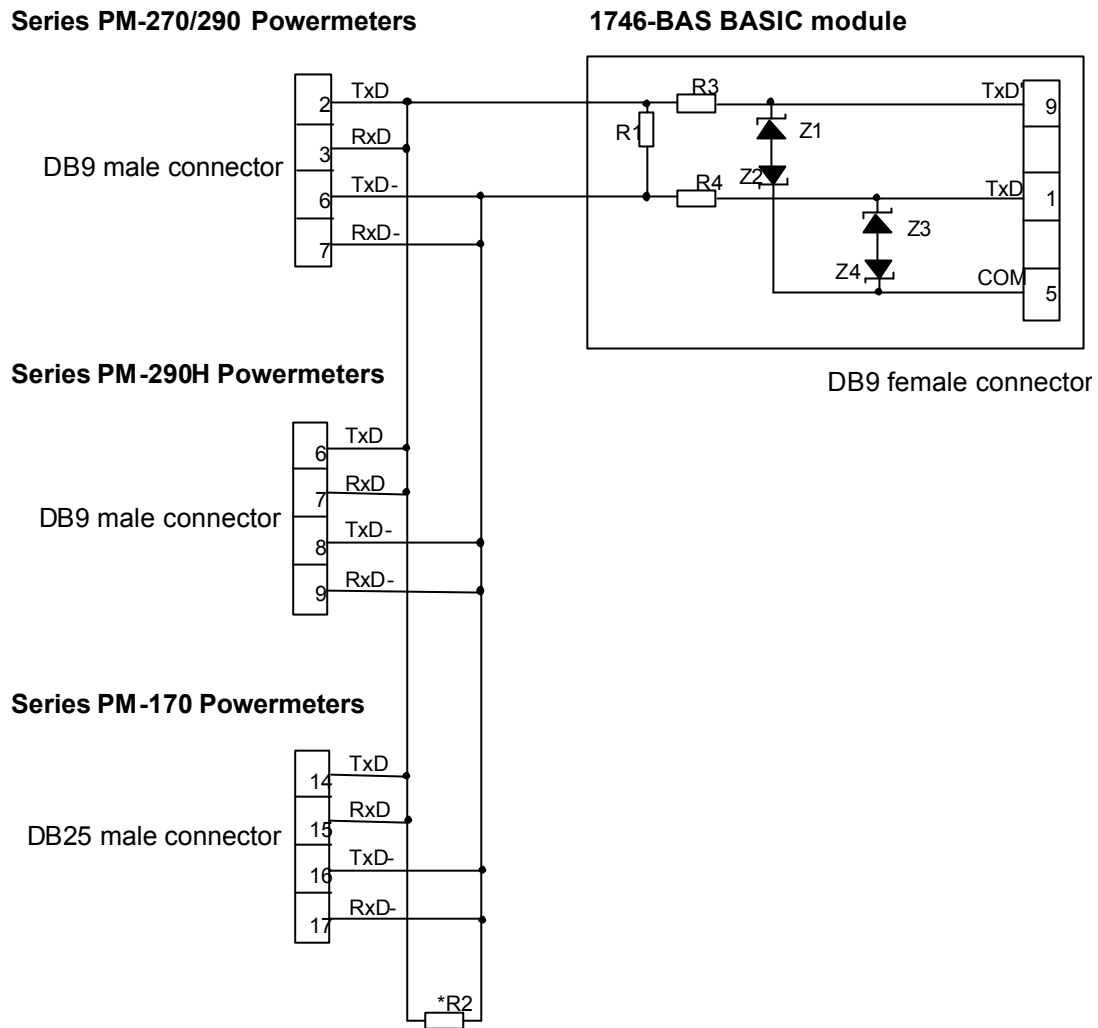 Series PM-270/290 Powermeters
1746-BAS BASIC module
DB9 male connector
2 TxD
3 RxD
6 TxD-
7 RxD-
R1
R3
R4
Z1
Z2
Z3
Z4
TxD' 9
TxD 1
COM 5
DB9 female connector
Series PM-290H Powermeters
DB9 male connector
6 TxD
7 RxD
8 TxD-
9 RxD-
Series PM-170 Powermeters
DB25 male connector
14 TxD
15 RxD
16 TxD-
17 RxD-
*R2